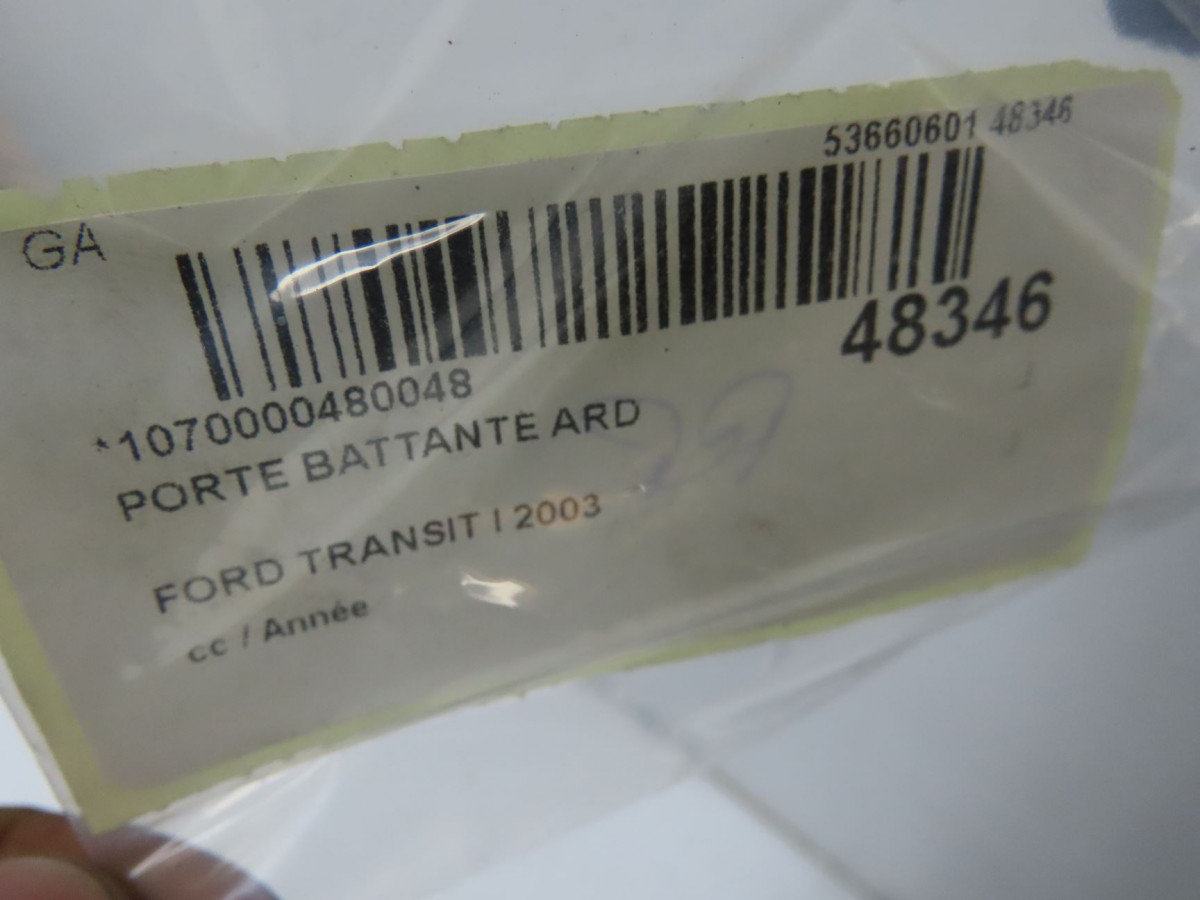 53660601 48346
GA
48346
*1070000480048
PORTE BATTANTE ARD
FORD TRANSIT I 2003
cc / Année